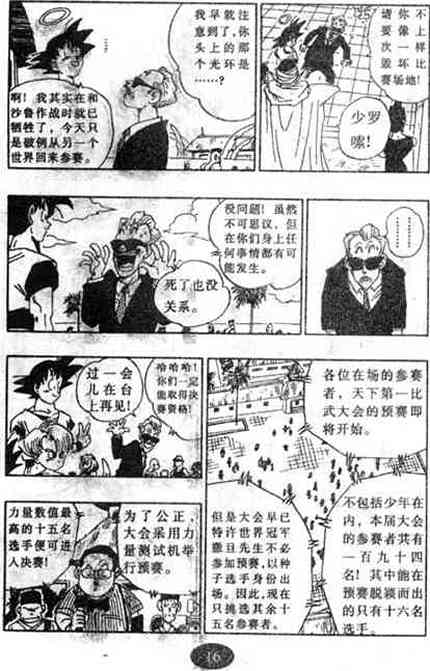 请你不
要像上
次一样
毁坏比
赛场地!
少罗
嗦!
我早就注
意到了,你
头上的那
个光环是
……?
……
啊!我其实在和
沙鲁作战时就已
牺牲了,今天只
是破例从另一个
世界回来参赛。
………
没问题!虽然
不可思议,但
在你们身上任
何事情都有可
能发生。
死了也没
关系。
各位在场的参赛
者,天下第一比
武大会的预赛即
将开始。
不包括少年在
内,本届大会
的参赛者共有
一百九十四
名!其中能在
预赛脱颖而出
的只有十六名
选手。
但是大会早已
特许世界冠军
撒旦先生不必
参加预赛,以种
子选手身份出
场。因此,现在
只挑选其余十
五名参赛者。
哈哈哈!
你们一定
能取得决
赛资格!
过一会
儿在台
上再见!
为了公正,
大会采用力
量测试机举
行预赛。
力量数值最
高的十五名
选手便可进
入决赛!
16